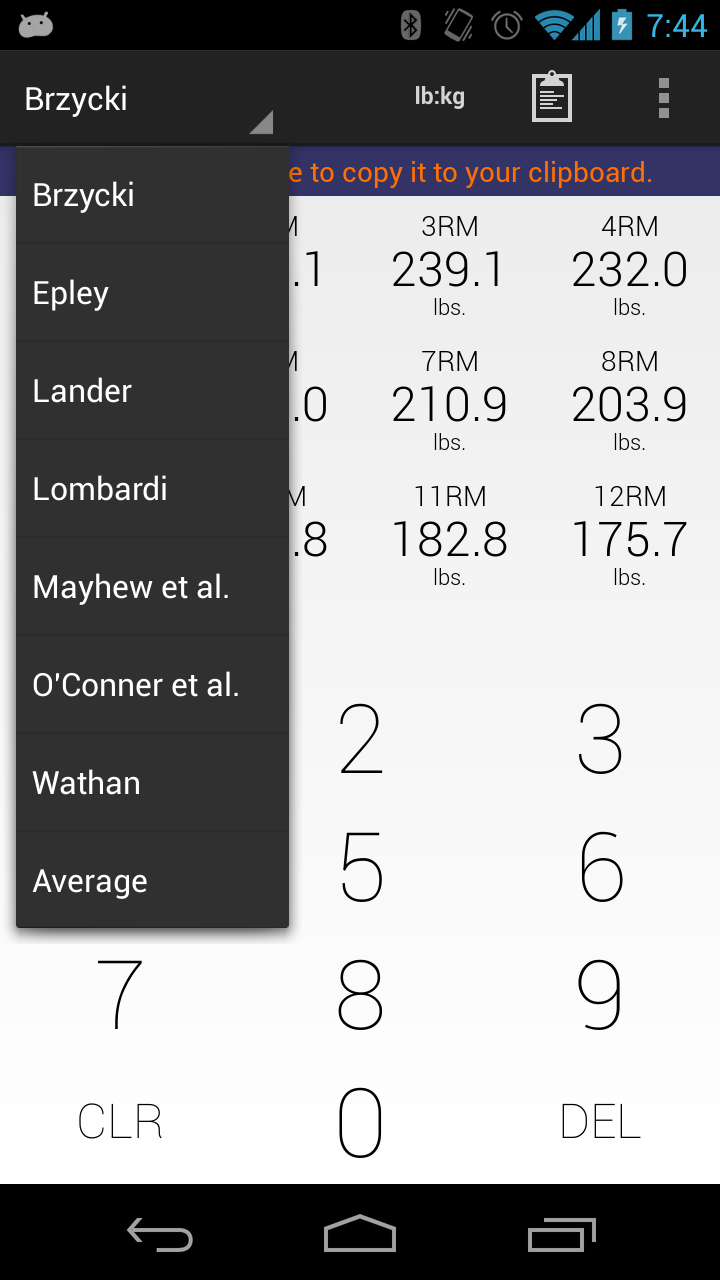 7:44
Brzycki
lb:kg
to copy it to your clipboard.
Brzycki
Epley
Lander
Lombardi
Mayhew et al.
O'Conner et al.
Wathan
Average
3RM 4RM
.1 239.1 232.0
lbs. lbs.
7RM 8RM
.0 210.9 203.9
lbs. lbs.
11RM 12RM
.8 182.8 175.7
lbs. lbs.
2 3
5 6
7 8 9
CLR 0 DEL